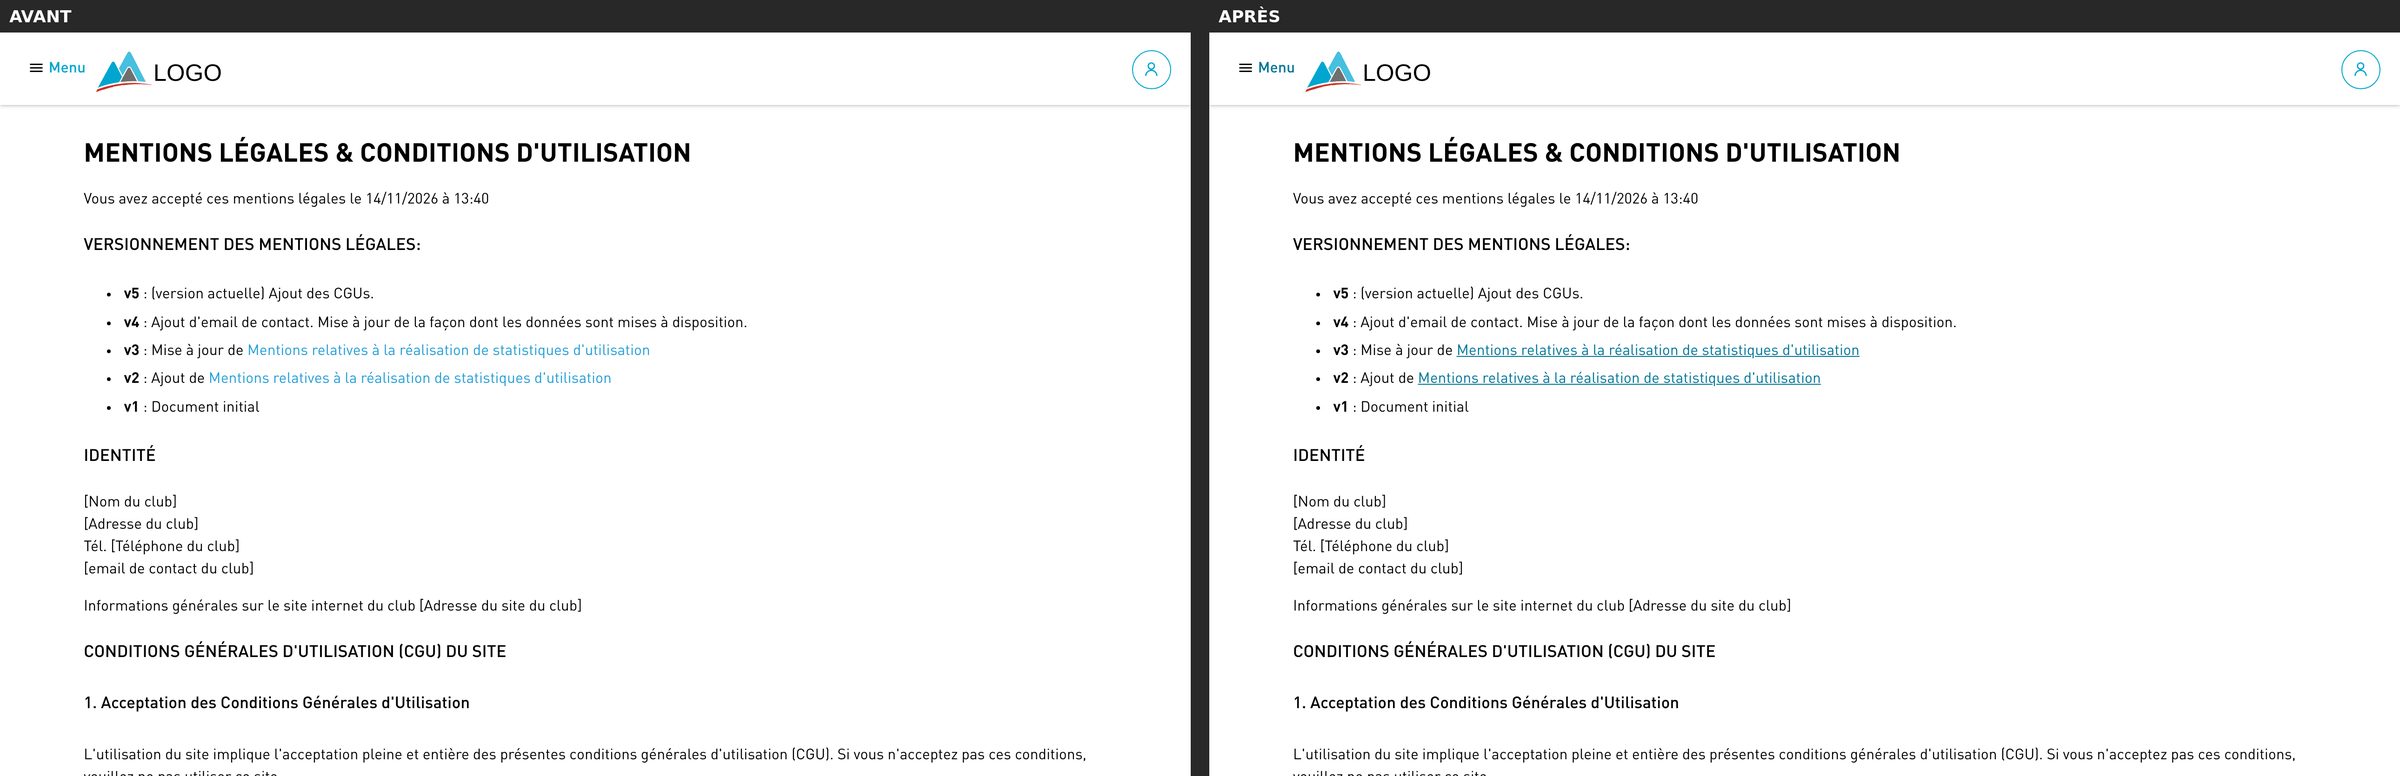 AVANT
Menu
LOGO
MENTIONS LÉGALES & CONDITIONS D'UTILISATION
Vous avez accepté ces mentions légales le 14/11/2026 à 13:40
VERSIONNEMENT DES MENTIONS LÉGALES:
• v5 : (version actuelle) Ajout des CGUs.
• v4 : Ajout d'email de contact. Mise à jour de la façon dont les données sont mises à disposition.
• v3 : Mise à jour de Mentions relatives à la réalisation de statistiques d'utilisation
• v2 : Ajout de Mentions relatives à la réalisation de statistiques d'utilisation
• v1 : Document initial
IDENTITÉ
[Nom du club]
[Adresse du club]
Tél. [Téléphone du club]
[email de contact du club]
Informations générales sur le site internet du club [Adresse du site du club]
CONDITIONS GÉNÉRALES D'UTILISATION (CGU) DU SITE
1. Acceptation des Conditions Générales d'Utilisation
L'utilisation du site implique l'acceptation pleine et entière des présentes conditions générales d'utilisation (CGU). Si vous n'acceptez pas ces conditions,
veuillez ne pas utiliser ce site.
APRÈS
Menu
LOGO
MENTIONS LÉGALES & CONDITIONS D'UTILISATION
Vous avez accepté ces mentions légales le 14/11/2026 à 13:40
VERSIONNEMENT DES MENTIONS LÉGALES:
• v5 : (version actuelle) Ajout des CGUs.
• v4 : Ajout d'email de contact. Mise à jour de la façon dont les données sont mises à disposition.
• v3 : Mise à jour de Mentions relatives à la réalisation de statistiques d'utilisation
• v2 : Ajout de Mentions relatives à la réalisation de statistiques d'utilisation
• v1 : Document initial
IDENTITÉ
[Nom du club]
[Adresse du club]
Tél. [Téléphone du club]
[email de contact du club]
Informations générales sur le site internet du club [Adresse du site du club]
CONDITIONS GÉNÉRALES D'UTILISATION (CGU) DU SITE
1. Acceptation des Conditions Générales d'Utilisation
L'utilisation du site implique l'acceptation pleine et entière des présentes conditions générales d'utilisation (CGU). Si vous n'acceptez pas ces conditions,
veuillez ne pas utiliser ce site.